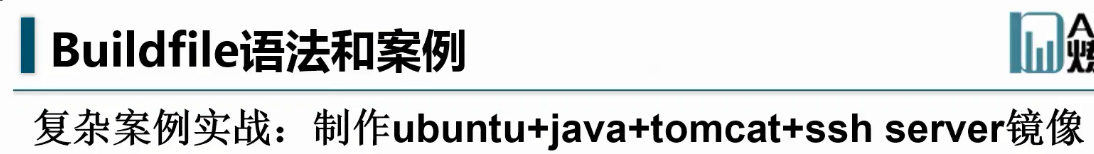 Buildfile语法和案例
复杂案例实战：制作ubuntu+java+tomcat+ssh server镜像